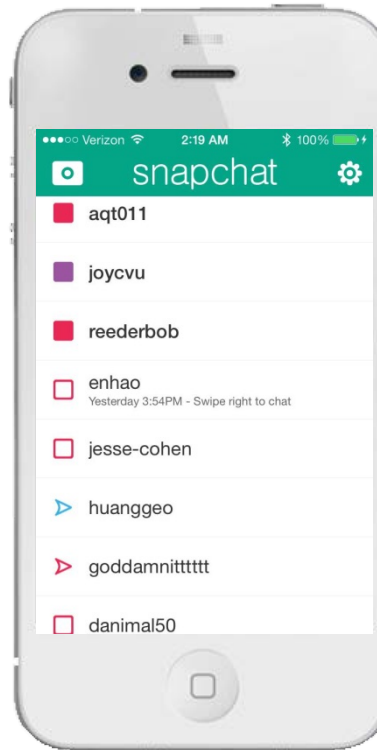 Verizon 2:19 AM 100%
snapchat
aqt011
joycvu
reederbob
enhao
Yesterday 3:54PM - Swipe right to chat
jesse-cohen
huanggeo
goddamnitttttt
danimal50